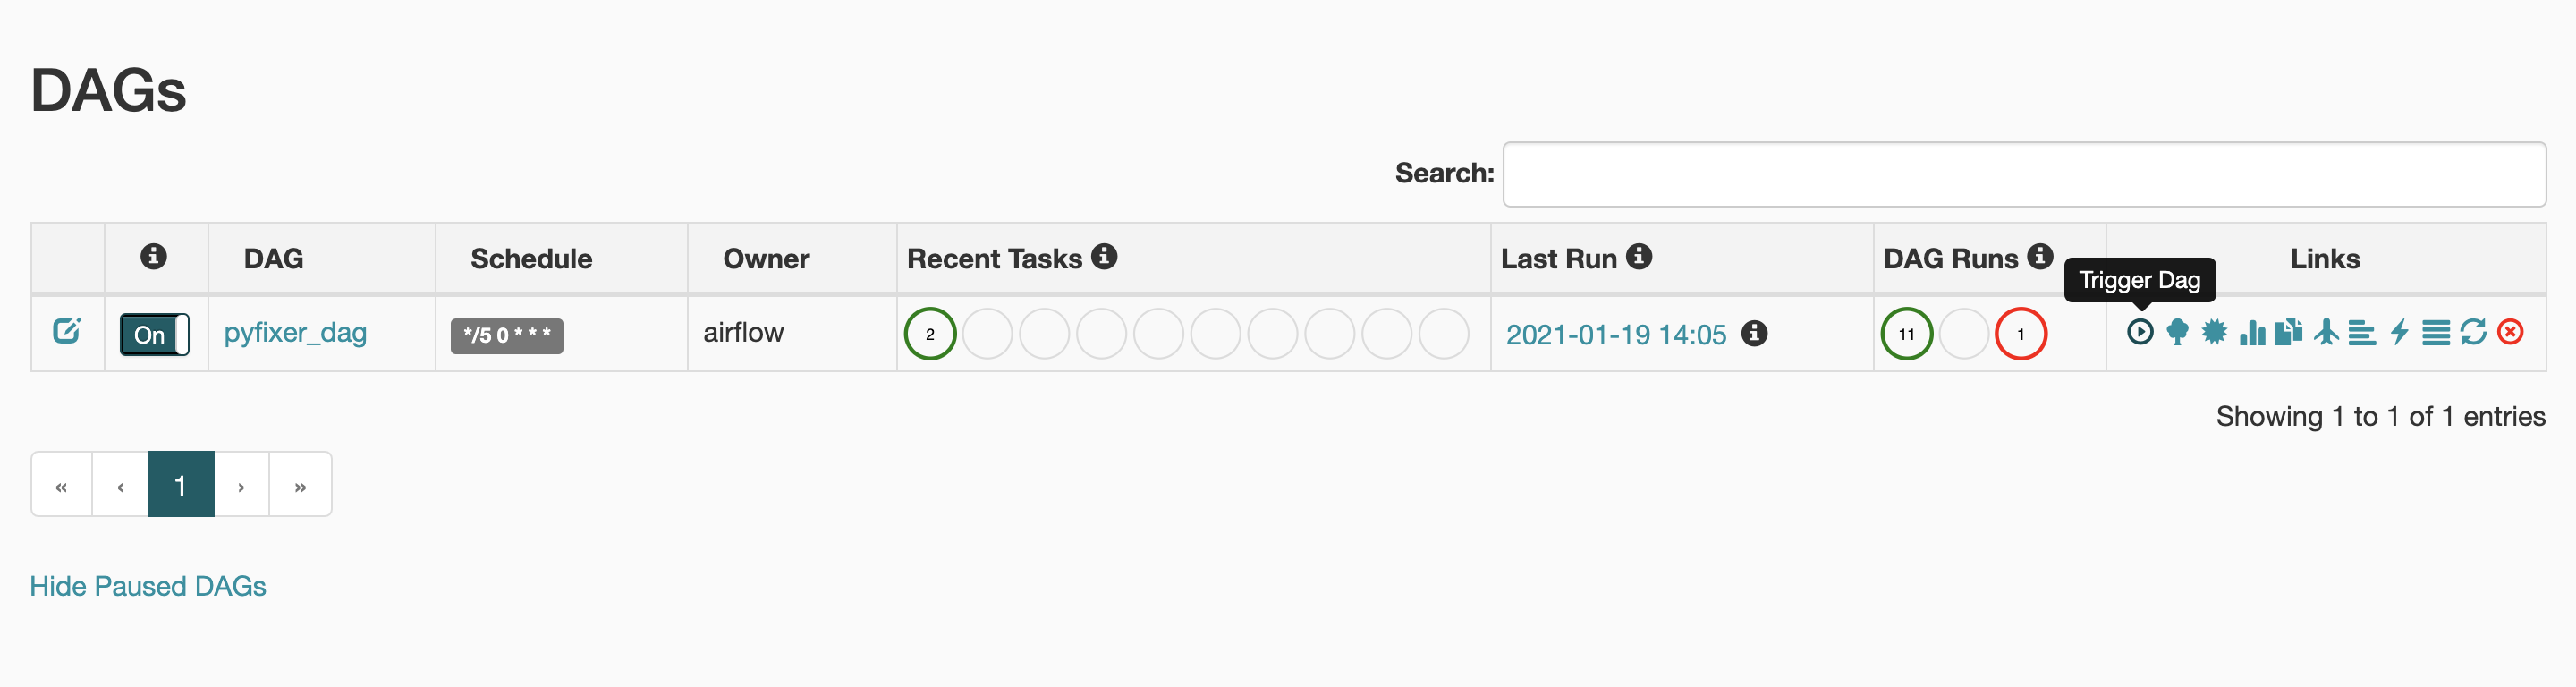 DAGs
Search:
DAG Schedule Owner Recent Tasks Last Run DAG Runs Links
Trigger Dag
On pyfixer_dag */5 0 * * * airflow 2 2021-01-19 14:05 11 1
Showing 1 to 1 of 1 entries
« ‹ 1 › »
Hide Paused DAGs